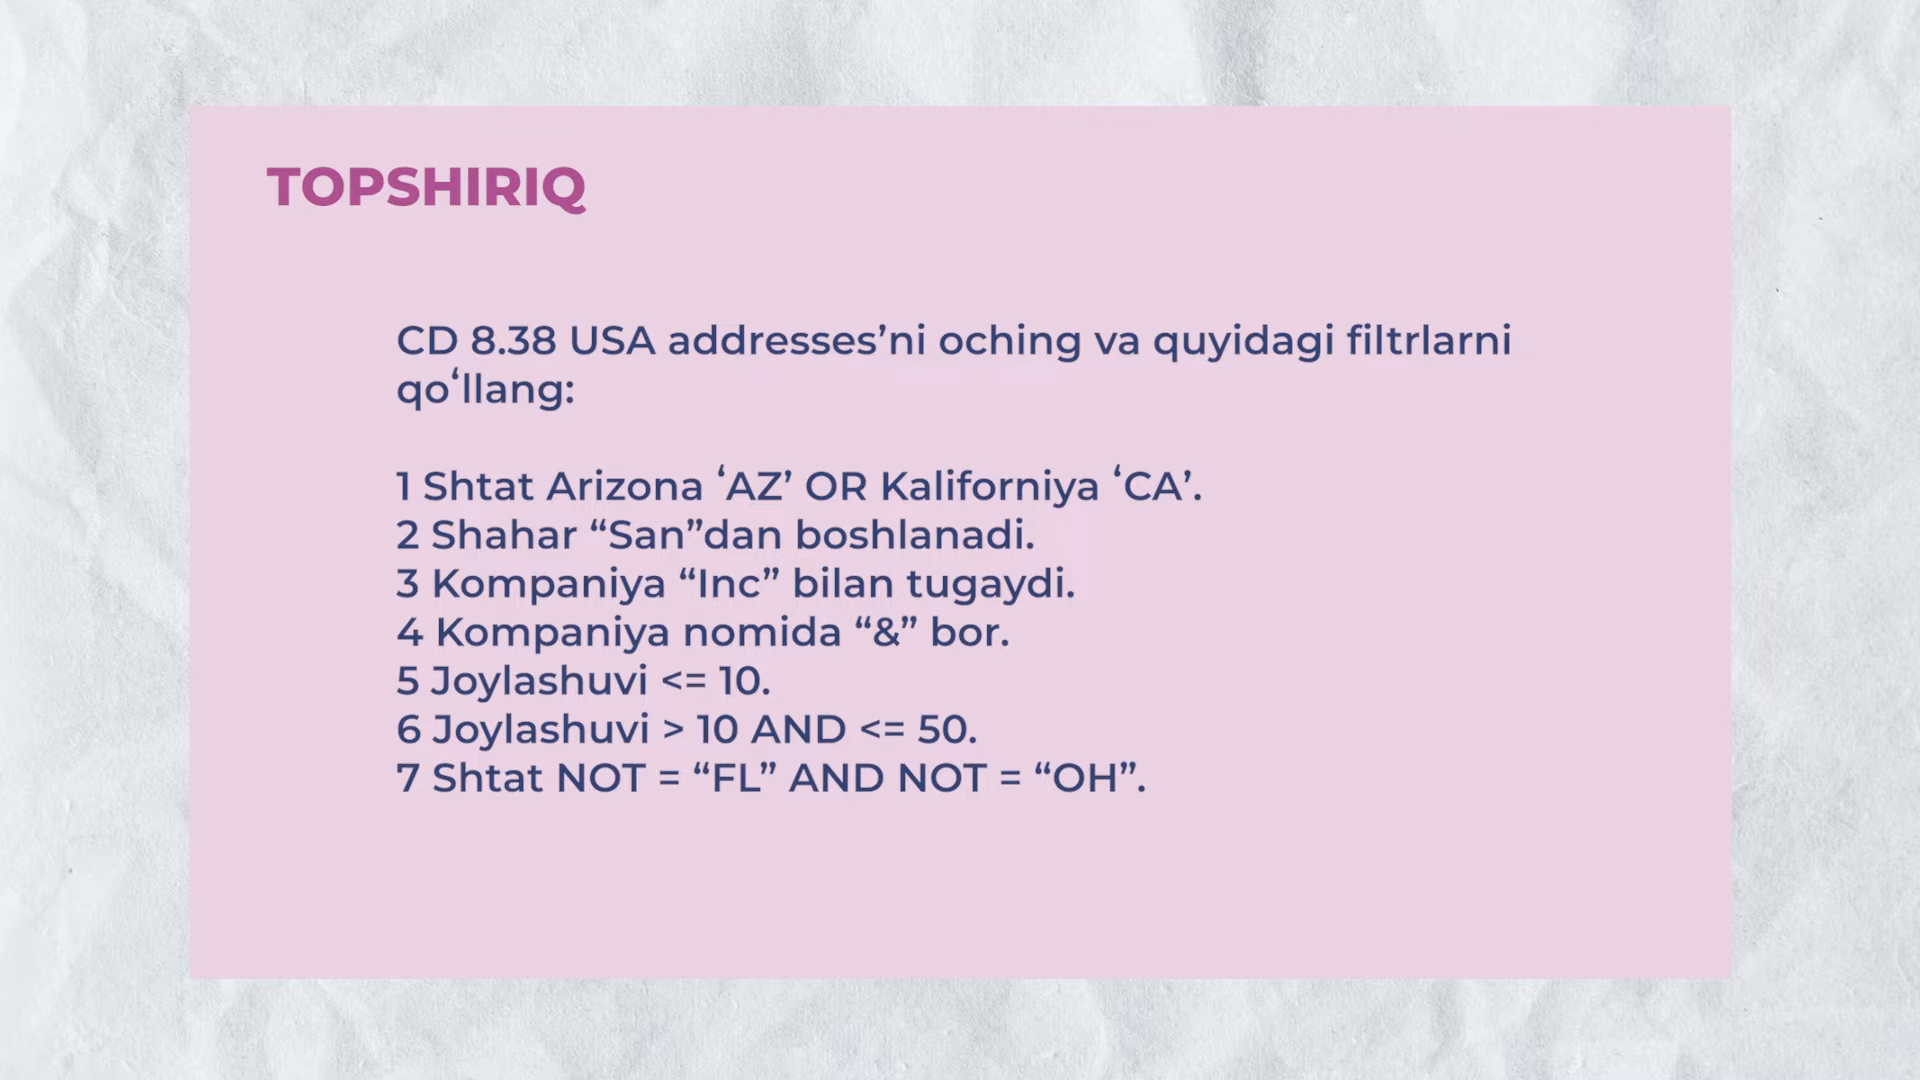 TOPSHIRIQ
CD 8.38 USA addresses’ni oching va quyidagi filtrlarni
qo‘llang:
1 Shtat Arizona ‘AZ’ OR Kaliforniya ‘CA’.
2 Shahar “San”dan boshlanadi.
3 Kompaniya “Inc” bilan tugaydi.
4 Kompaniya nomida “&” bor.
5 Joylashuvi <= 10.
6 Joylashuvi > 10 AND <= 50.
7 Shtat NOT = “FL” AND NOT = “OH”.